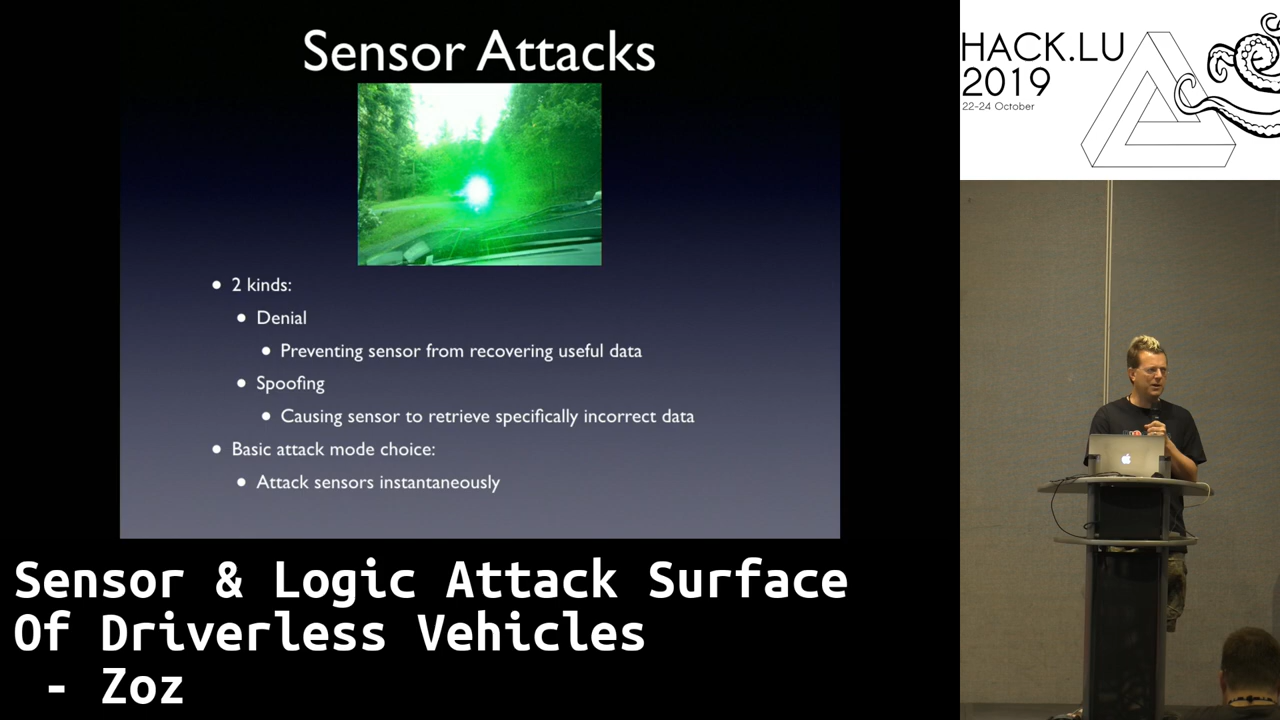 Sensor Attacks
2 kinds:
Denial
Preventing sensor from recovering useful data
Spoofing
Causing sensor to retrieve specifically incorrect data
Basic attack mode choice:
Attack sensors instantaneously
HACK.LU
2019
22-24 October
Sensor & Logic Attack Surface
Of Driverless Vehicles
- Zoz